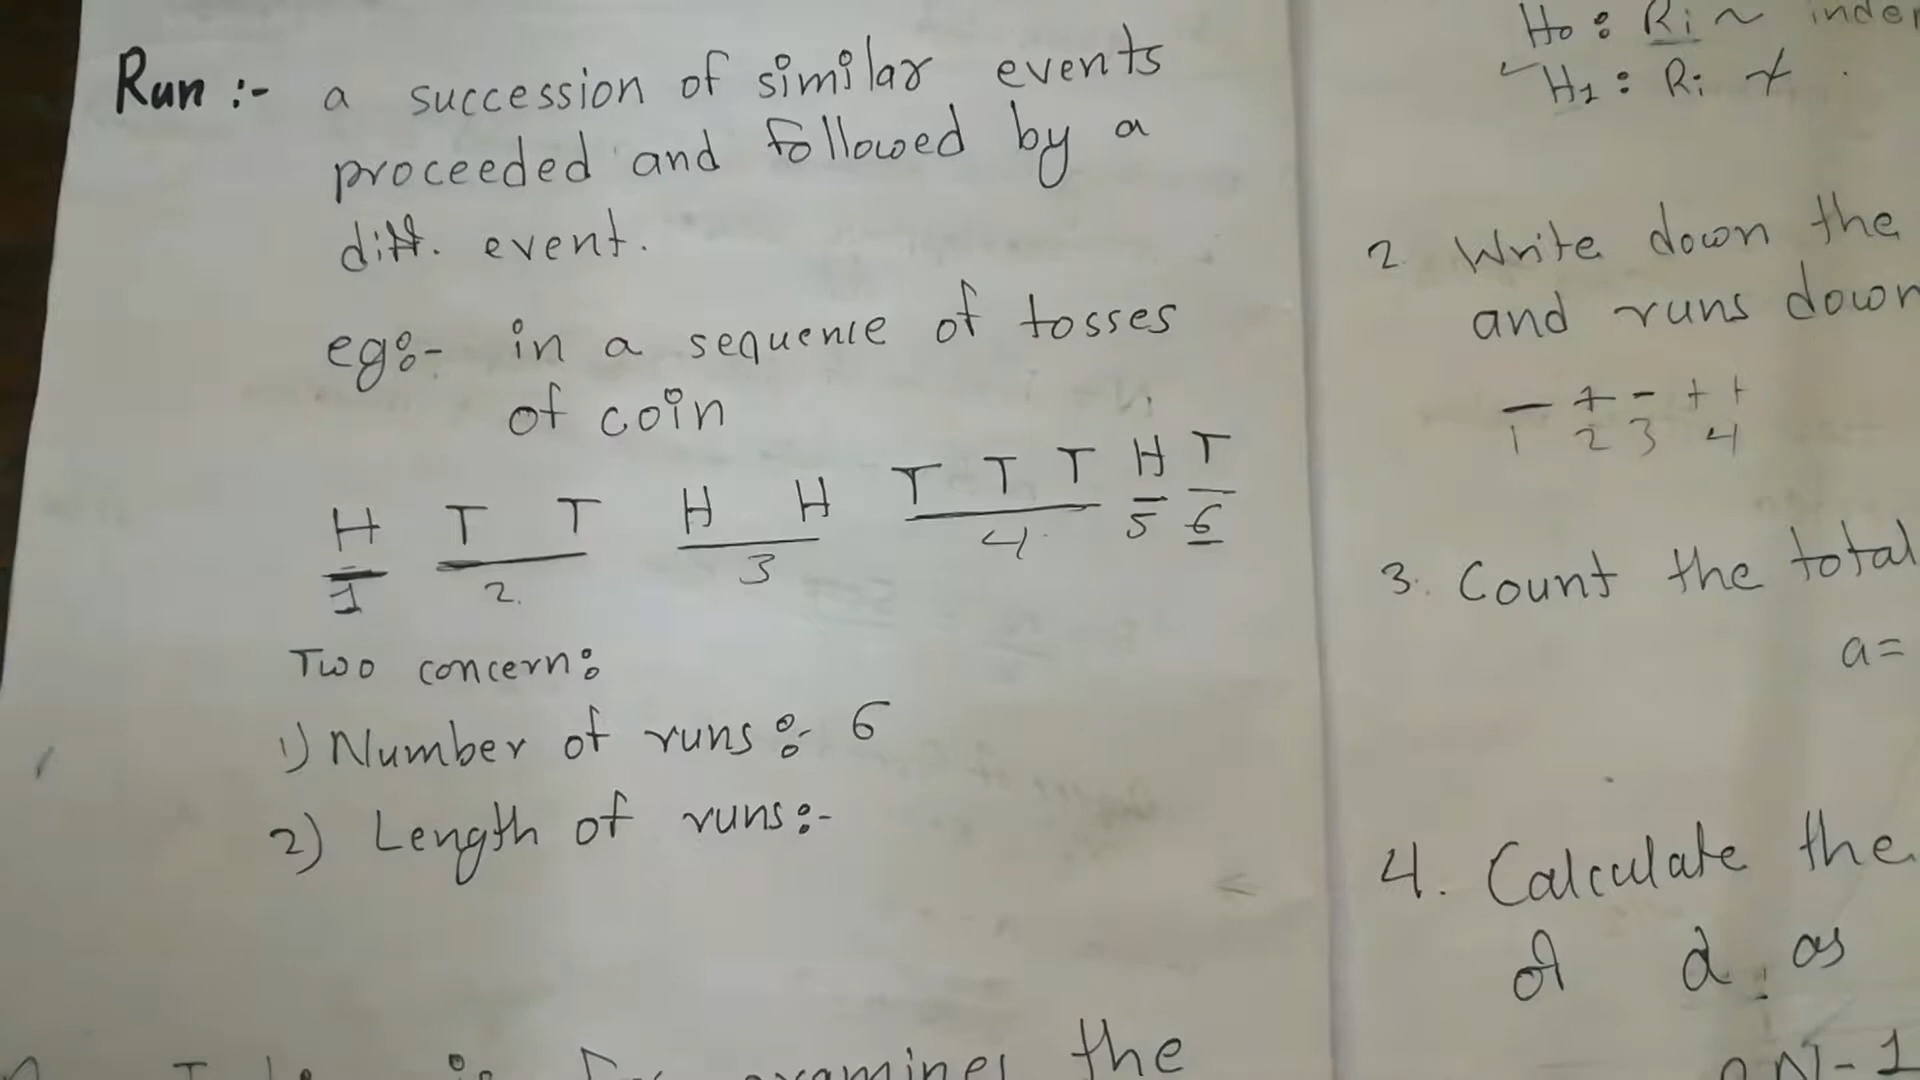 Run :- a succession of similar events
proceeded and followed by a
diff. event.
eg:- in a sequence of tosses
of coin
H T T H H T T T H T
1 2. 3 4. 5 6
Two concern:
1) Number of runs :- 6
2) Length of runs:-
examines the
Ho : Ri ~
H1 : Ri ≁
2. Write down the
and runs down
- + - + +
1 2 3 4
3. Count the total
a=
4. Calculate the
of a as
N-1